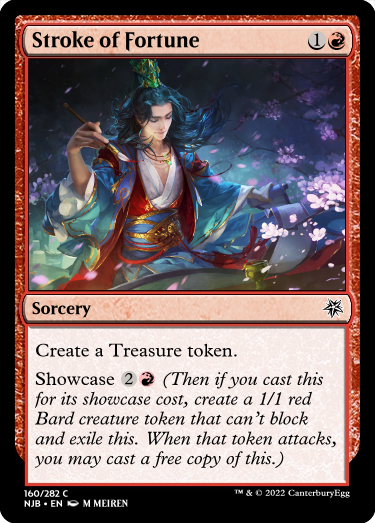 Stroke of Fortune 1
Sorcery
Create a Treasure token.
Showcase 2 (Then if you cast this
for its showcase cost, create a 1/1 red
Bard creature token that can't block
and exile this. When that token attacks,
you may cast a free copy of this.)
160/282 C
NJB • EN M MEIREN
™ & © 2022 CanterburyEgg